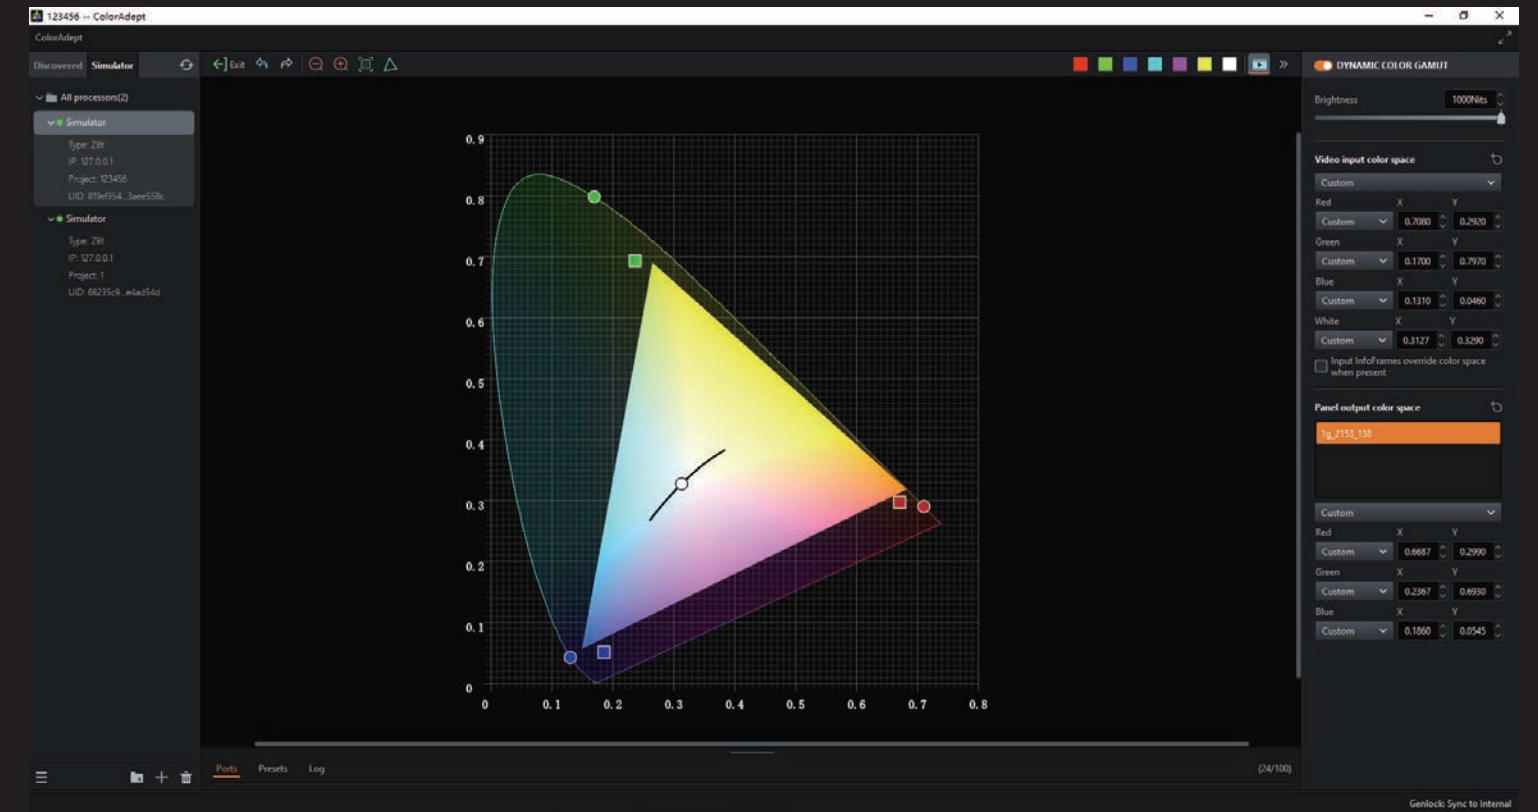 123456 -- ColorAdept
ColorAdept
Discovered Simulator
Exit
DYNAMIC COLOR GAMUT
All processors(2)
Simulator
Type: Z8t
IP: 127.0.0.1
Project: 123456
UID: 819ef354...3aee558c
Simulator
Type: Z8t
IP: 127.0.0.1
Project: 1
UID: 68235c9...e4ad54d
0.9
0.8
0.7
0.6
0.5
0.4
0.3
0.2
0.1
0
0 0.1 0.2 0.3 0.4 0.5 0.6 0.7 0.8
Brightness 1000Nits
Video input color space
Custom
Red X Y
Custom 0.7080 0.2920
Green X Y
Custom 0.1700 0.7970
Blue X Y
Custom 0.1310 0.0460
White X Y
Custom 0.3127 0.3290
Input InfoFrames override color space
when present
Panel output color space
1g_2153_138
Custom
Red X Y
Custom 0.6687 0.2990
Green X Y
Custom 0.2367 0.6930
Blue X Y
Custom 0.1860 0.0545
Ports Presets Log (24/100)
Genlock: Sync to Internal